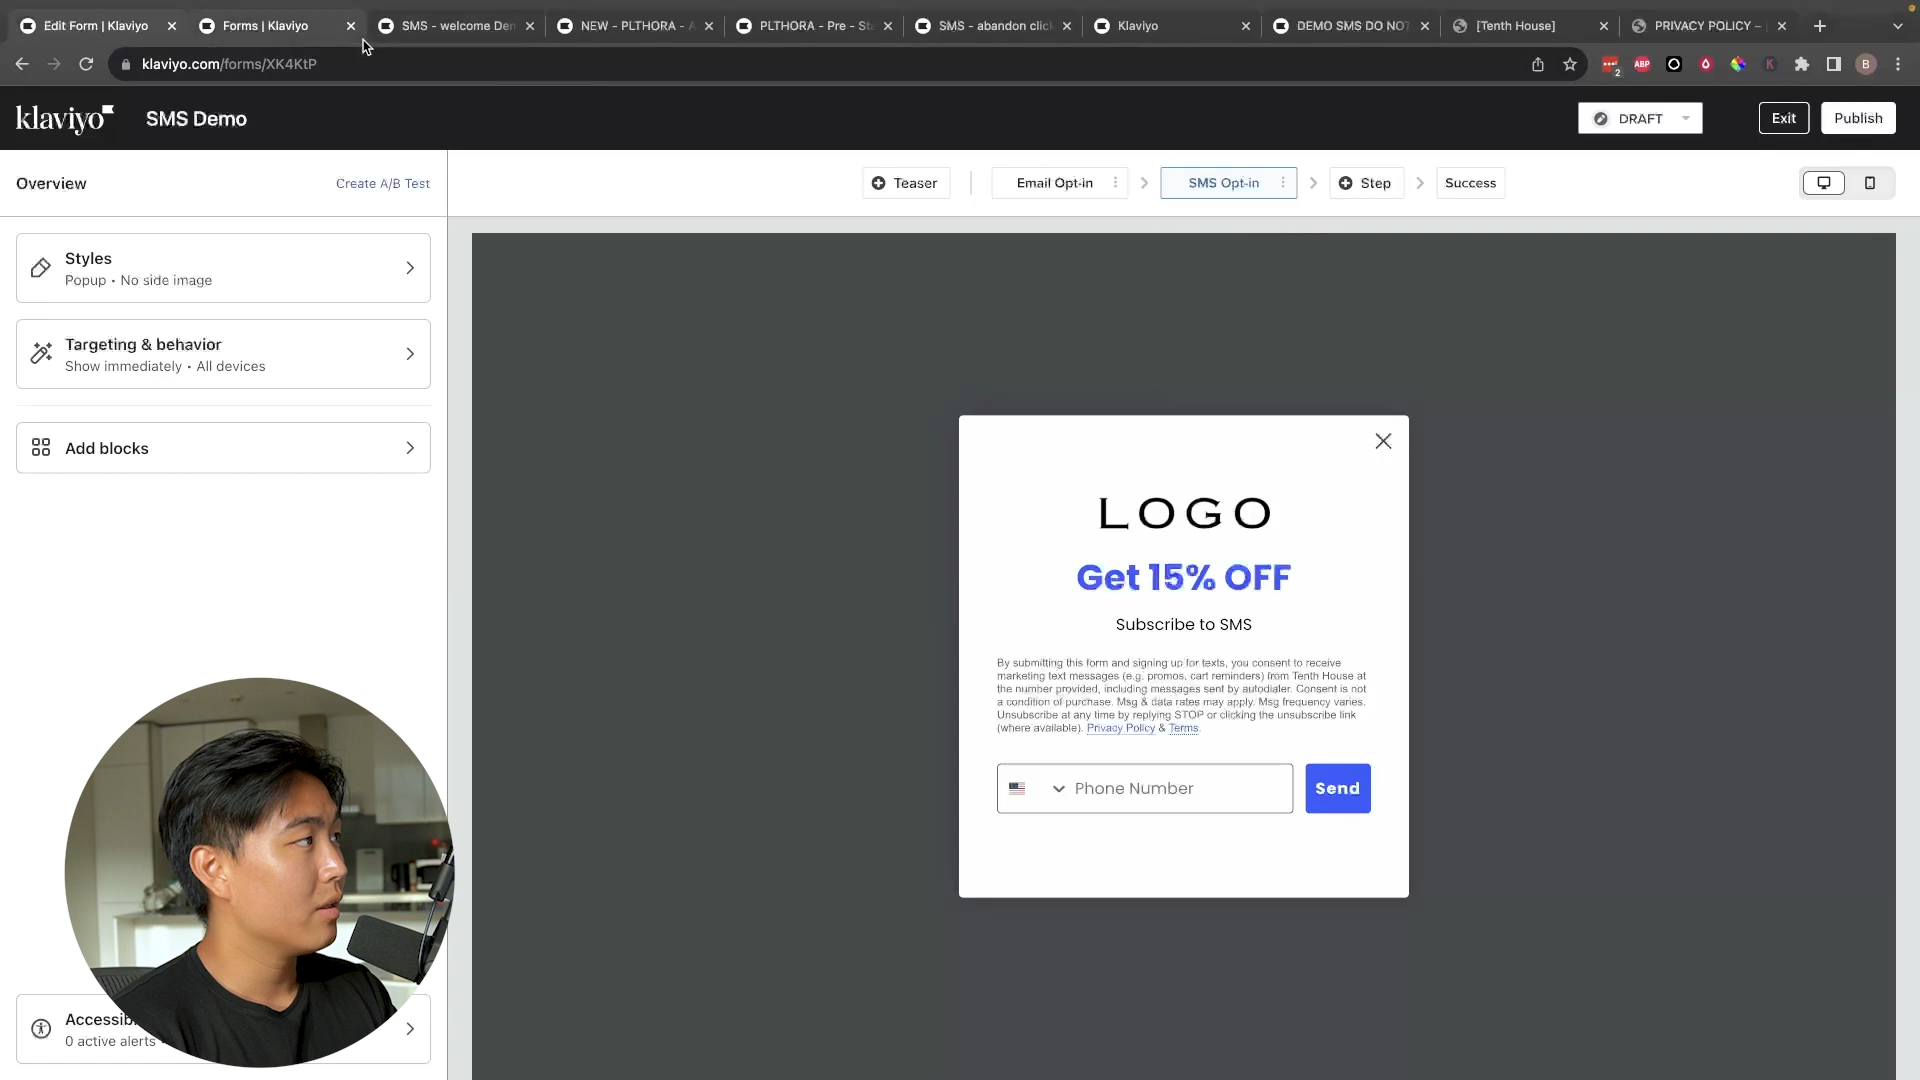 Edit Form | Klaviyo
Forms | Klaviyo
SMS - welcome Den
NEW - PLTHORA - A
PLTHORA - Pre - Sta
SMS - abandon click
Klaviyo
DEMO SMS DO NOT
[Tenth House]
PRIVACY POLICY –
klaviyo.com/forms/XK4KtP
2
ABP
K
B
klaviyo
SMS Demo
DRAFT
Exit
Publish
Overview
Create A/B Test
Teaser
Email Opt-in
SMS Opt-in
Step
Success
Styles
Popup • No side image
Targeting & behavior
Show immediately • All devices
Add blocks
LOGO
Get 15% OFF
Subscribe to SMS
By submitting this form and signing up for texts, you consent to receive
marketing text messages (e.g. promos, cart reminders) from Tenth House at
the number provided, including messages sent by autodialer. Consent is not
a condition of purchase. Msg & data rates may apply. Msg frequency varies.
Unsubscribe at any time by replying STOP or clicking the unsubscribe link
(where available). Privacy Policy & Terms.
Phone Number
Send
Accessib
0 active alerts